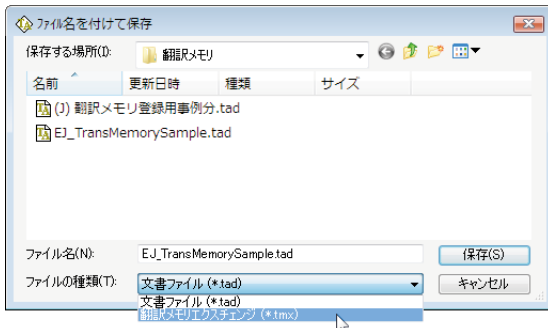 ファイル名を付けて保存
保存する場所(I):
翻訳メモリ
名前 更新日時 種類 サイズ
(J) 翻訳メモリ登録用事例分.tad
EJ_TransMemorySample.tad
ファイル名(N): EJ_TransMemorySample.tad 保存(S)
ファイルの種類(T): 文書ファイル (*.tad) キャンセル
文書ファイル (*.tad)
翻訳メモリエクスチェンジ (*.tmx)